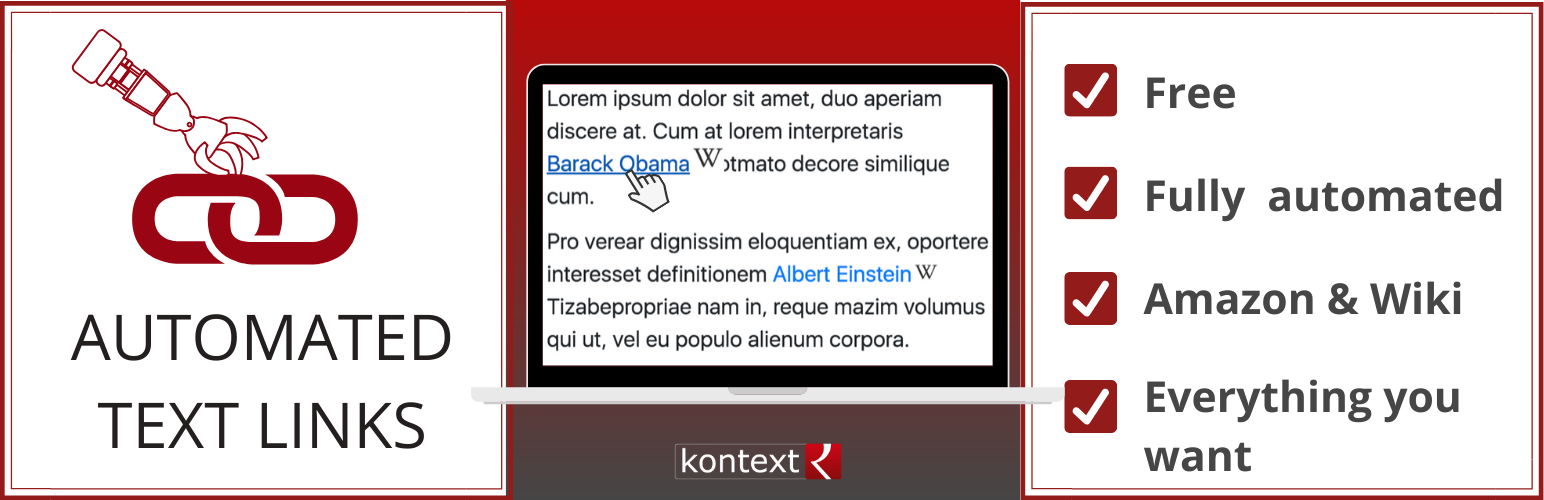 AUTOMATED
TEXT LINKS
Lorem ipsum dolor sit amet, duo aperiam
discere at. Cum at lorem interpretaris
Barack Obama W otmato decore similique
cum.
Pro verear dignissim eloquentiam ex, oportere
interesset definitionem Albert Einstein W
Tizabepropriae nam in, reque mazim volumus
qui ut, vel eu populo alienum corpora.
kontext
Free
Fully automated
Amazon & Wiki
Everything you
want